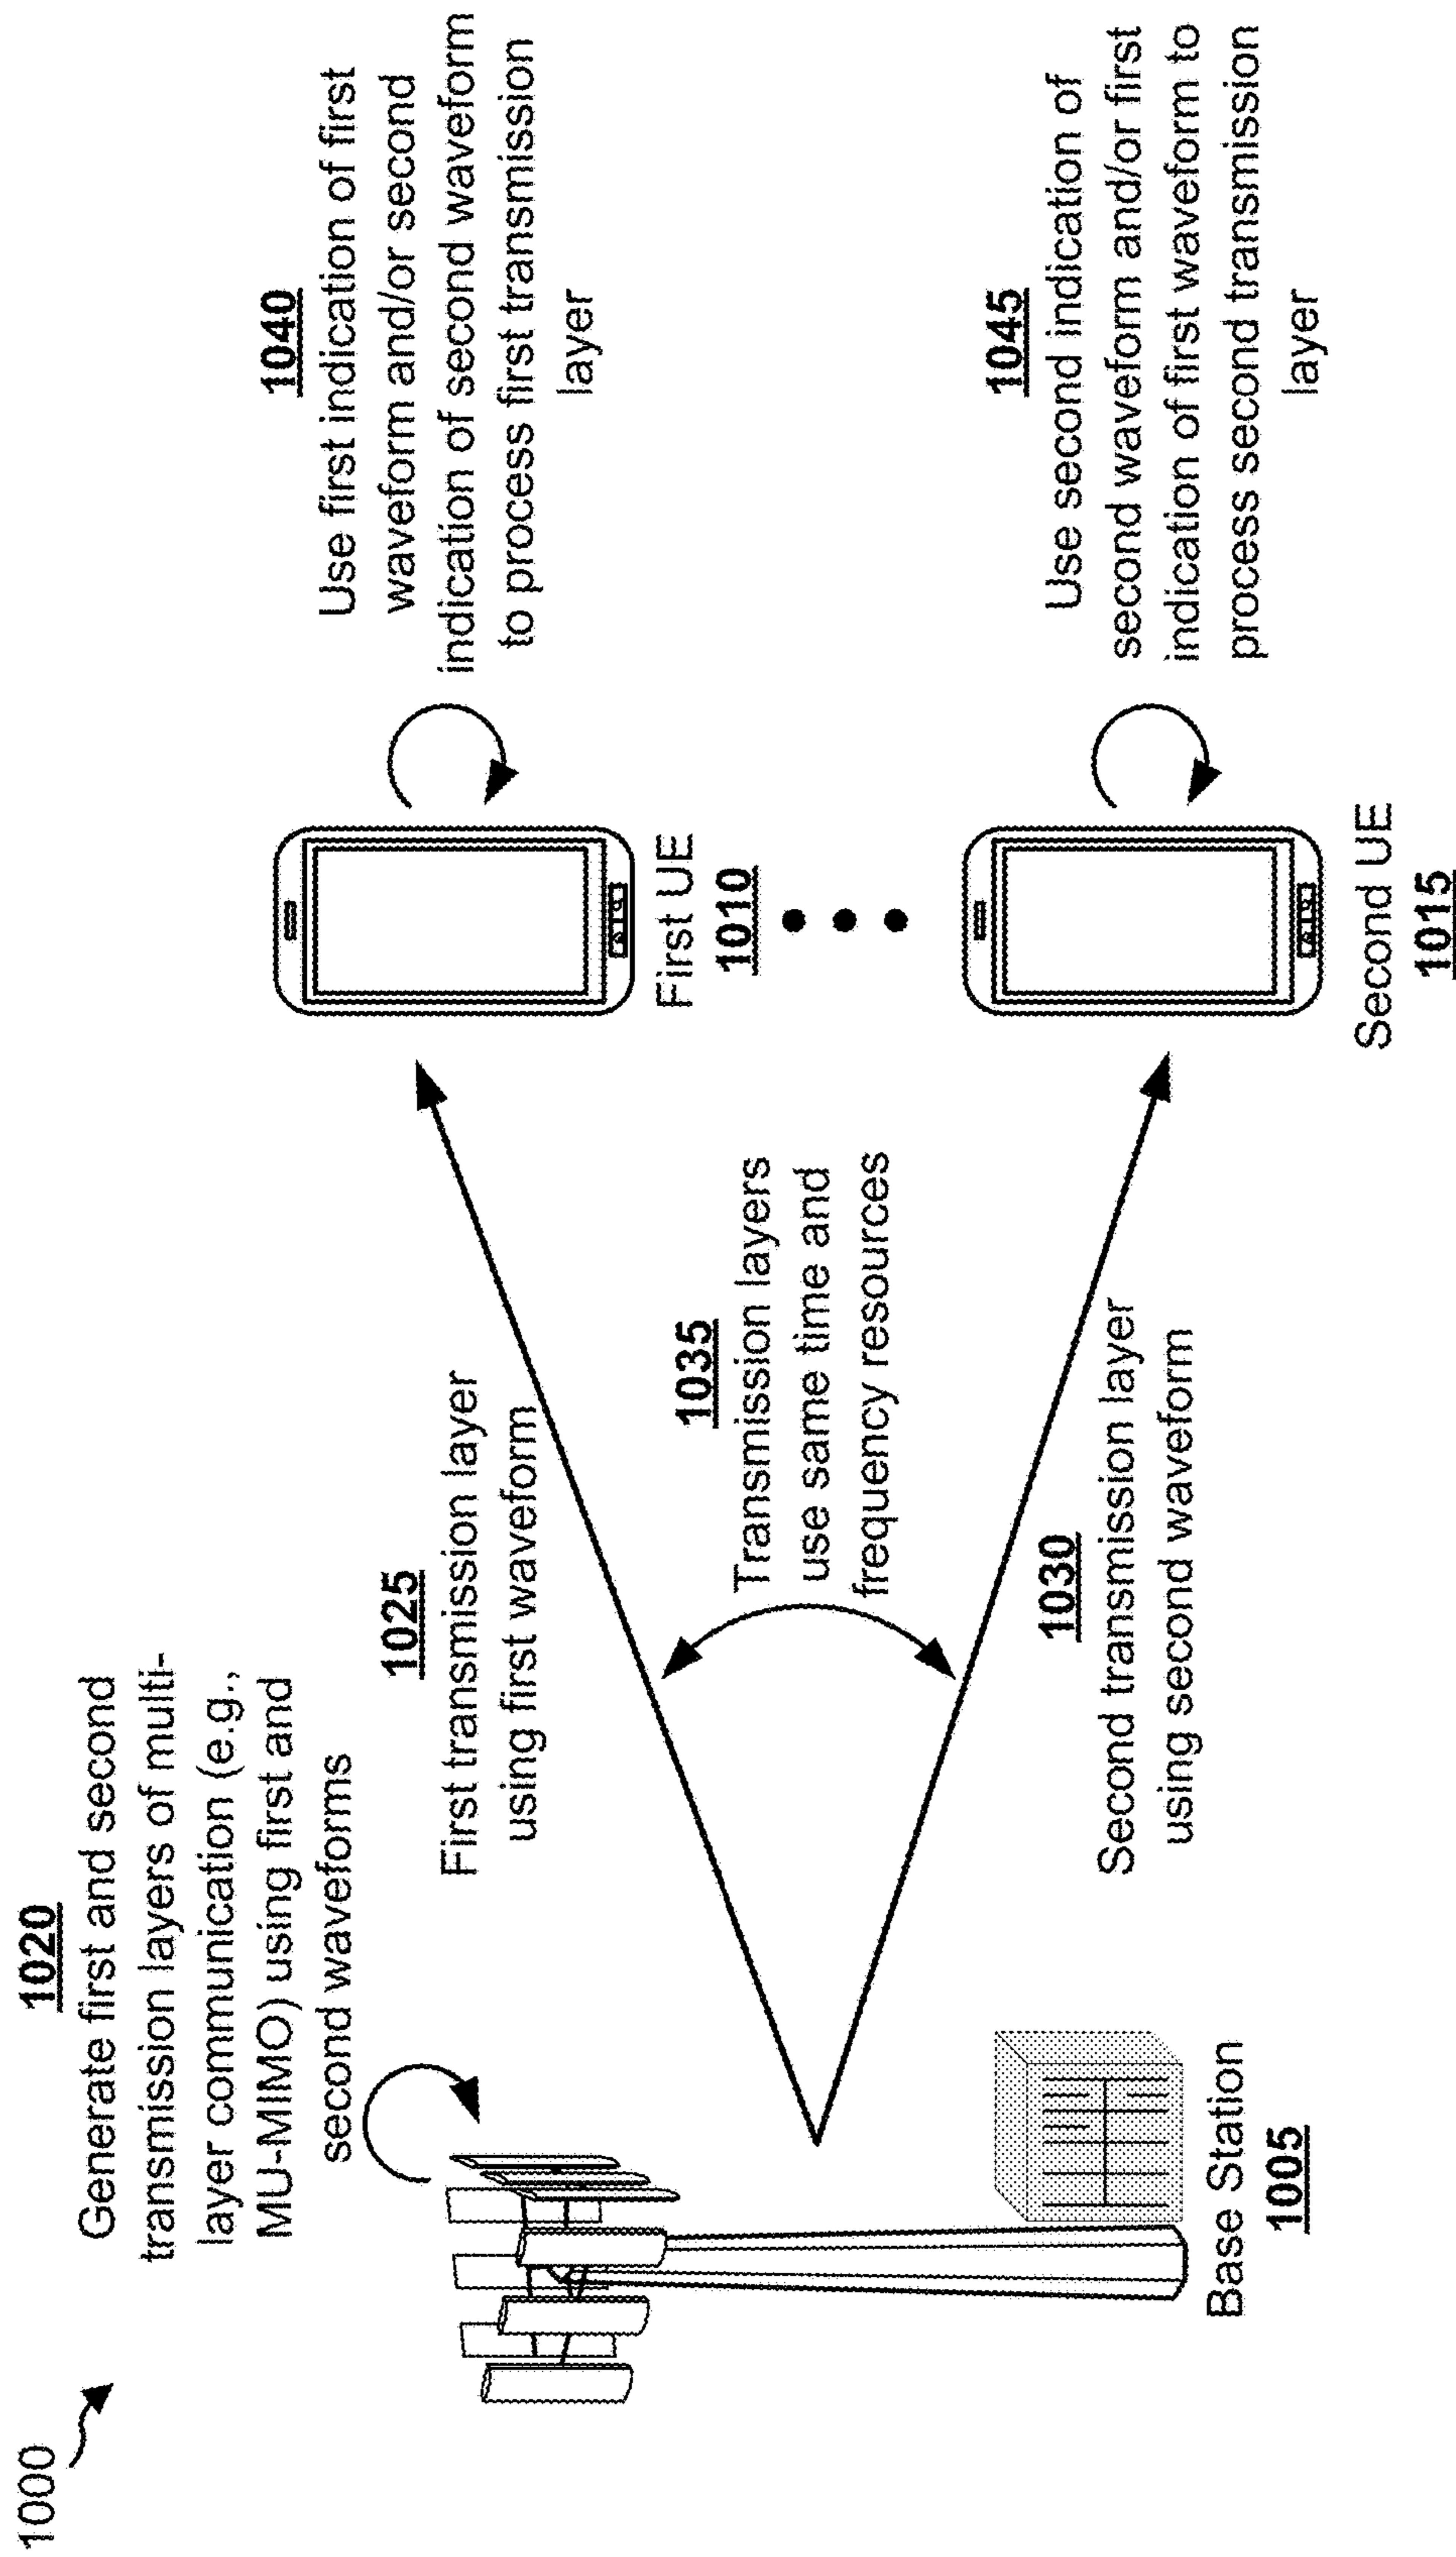 1000
1020
Generate first and second
transmission layers of multi-
layer communication (e.g.,
MU-MIMO) using first and
second waveforms
Base Station
1005
1025
First transmission layer
using first waveform
1035
Transmission layers
use same time and
frequency resources
1030
Second transmission layer
using second waveform
First UE
1010
Second UE
1015
1040
Use first indication of first
waveform and/or second
indication of second waveform
to process first transmission
layer
1045
Use second indication of
second waveform and/or first
indication of first waveform to
process second transmission
layer